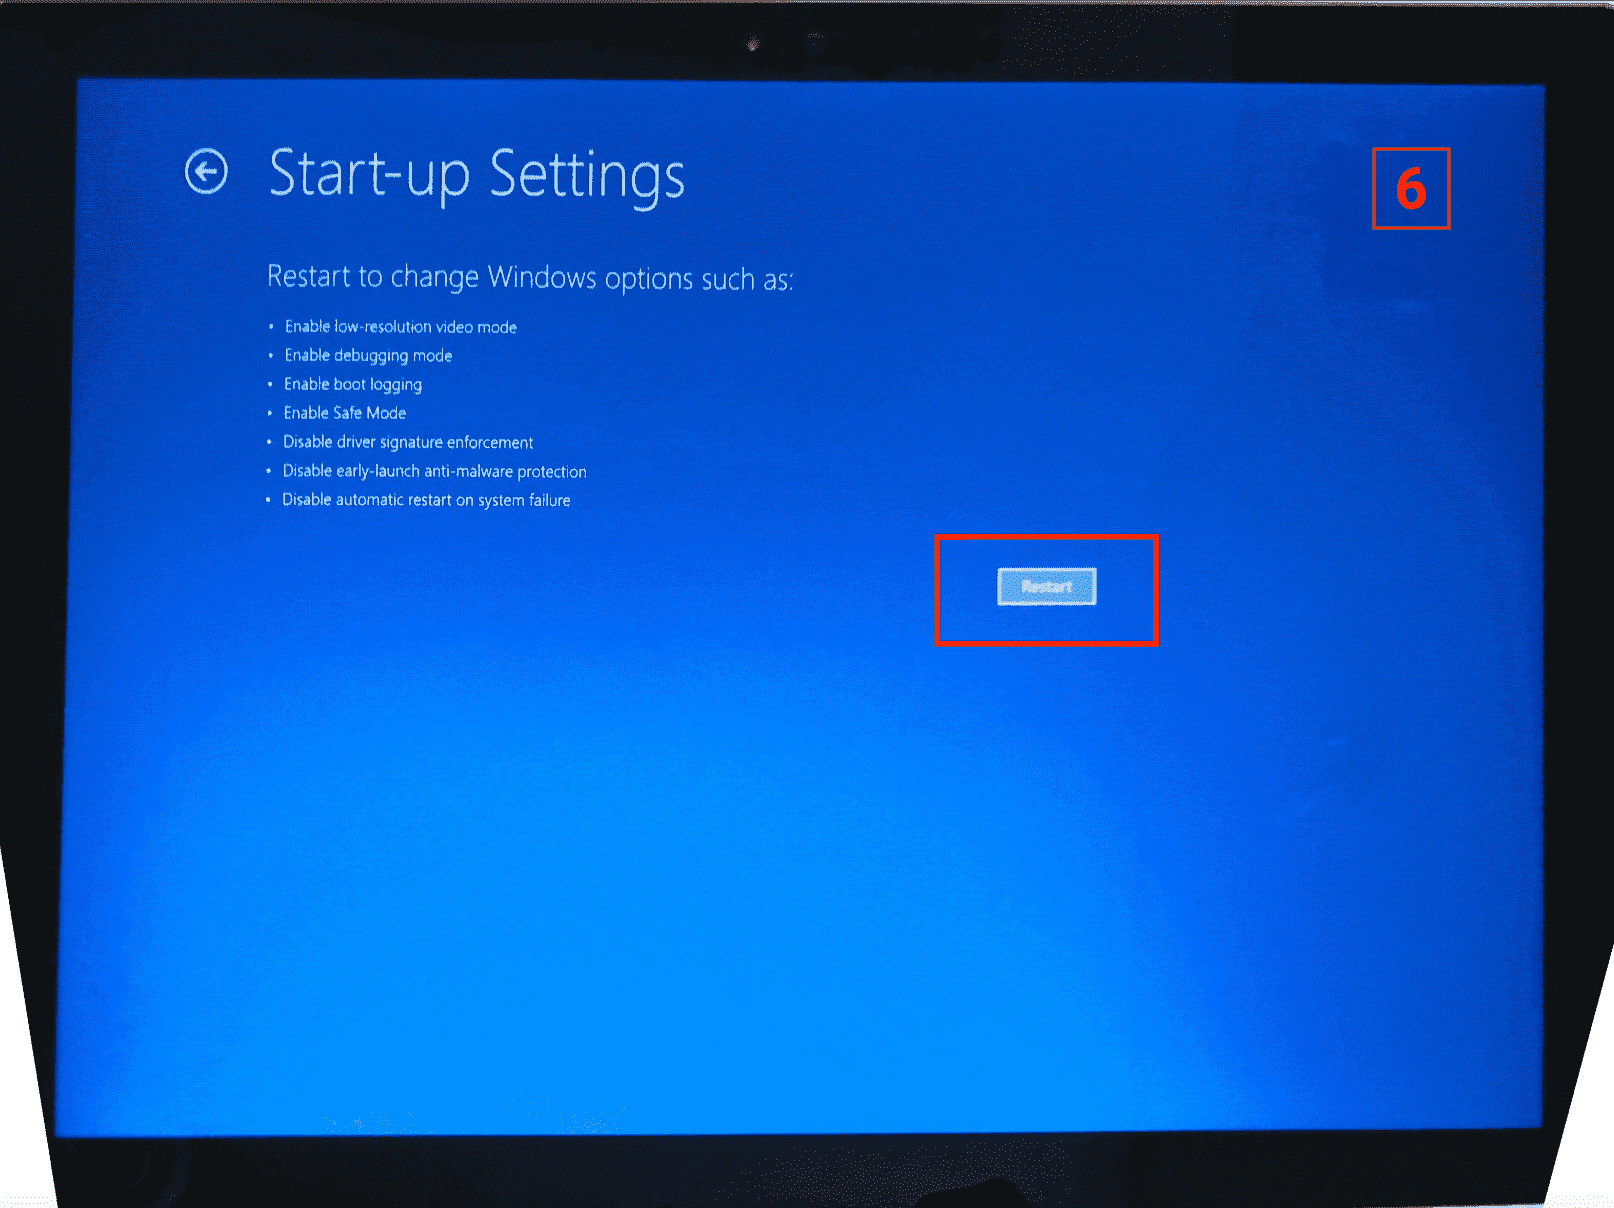 Start-up Settings
6
Restart to change Windows options such as:
• Enable low-resolution video mode
• Enable debugging mode
• Enable boot logging
• Enable Safe Mode
• Disable driver signature enforcement
• Disable early-launch anti-malware protection
• Disable automatic restart on system failure
Restart